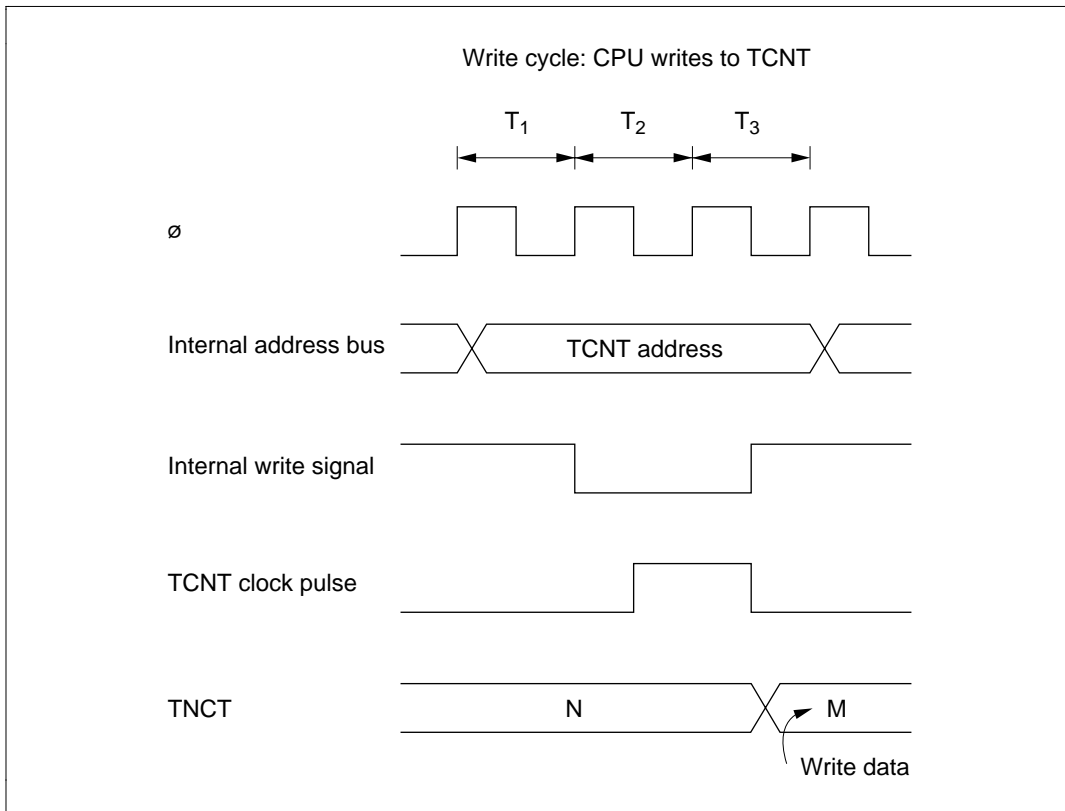 Write cycle: CPU writes to TCNT
T1 T2 T3
ø
Internal address bus TCNT address
Internal write signal
TCNT clock pulse
TNCT N M
Write data